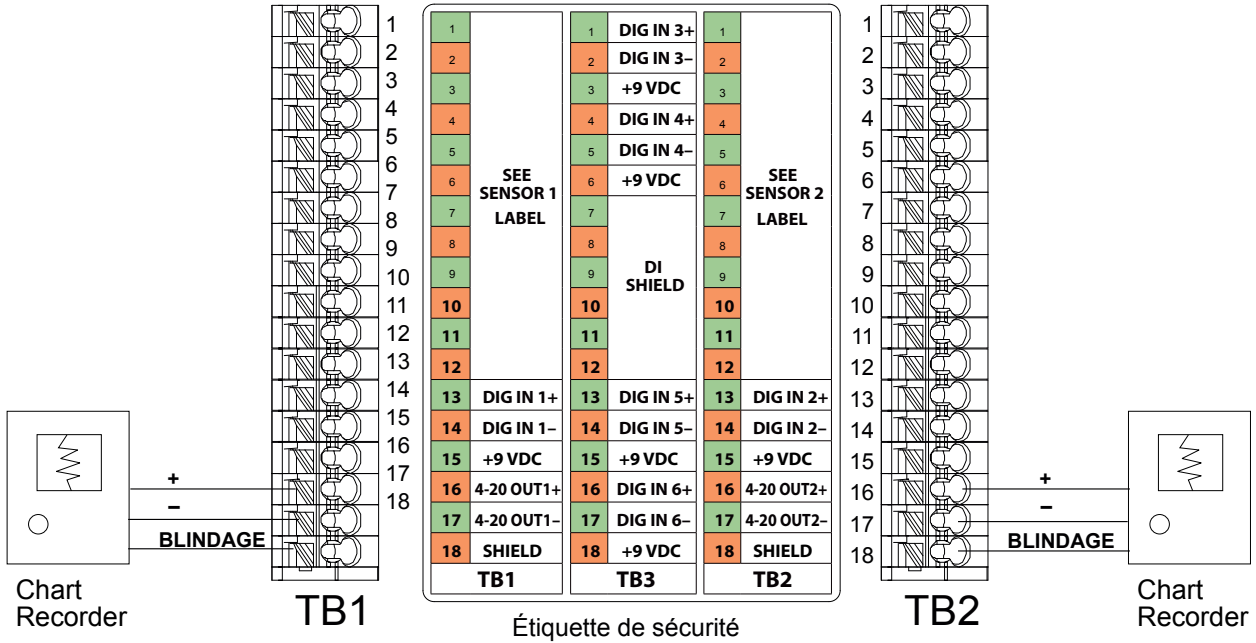 1
2
3
4
5
6
7
8
9
10
11
12
13
14
15
16
17
18
+
–
BLINDAGE
Chart
Recorder
TB1
1
2
3
4
5
6
7
8
9
10
11
12
SEE
SENSOR 1
LABEL
13 DIG IN 1+
14 DIG IN 1–
15 +9 VDC
16 4-20 OUT1+
17 4-20 OUT1–
18 SHIELD
TB1
1 DIG IN 3+
2 DIG IN 3–
3 +9 VDC
4 DIG IN 4+
5 DIG IN 4–
6 +9 VDC
7
8
9
10
11
12
DI
SHIELD
13 DIG IN 5+
14 DIG IN 5–
15 +9 VDC
16 DIG IN 6+
17 DIG IN 6–
18 +9 VDC
TB3
1
2
3
4
5
6
7
8
9
10
11
12
SEE
SENSOR 2
LABEL
13 DIG IN 2+
14 DIG IN 2–
15 +9 VDC
16 4-20 OUT2+
17 4-20 OUT2–
18 SHIELD
TB2
Étiquette de sécurité
1
2
3
4
5
6
7
8
9
10
11
12
13
14
15
16
17
18
+
–
BLINDAGE
TB2
Chart
Recorder